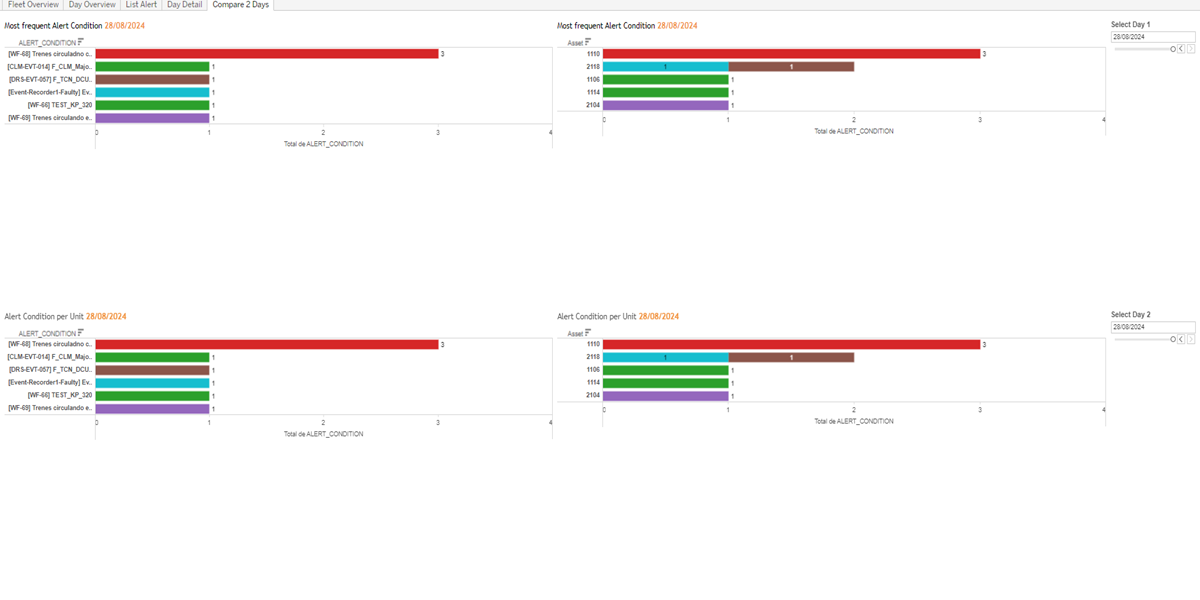 Fleet Overview Day Overview List Alert Day Detail Compare 2 Days
Most frequent Alert Condition 28/08/2024
ALERT_CONDITION
[WF-68] Trenes circuladno c.. 3
[CLM-EVT-014] F_CLM_Majo.. 1
[DRS-EVT-057] F_TCN_DCU.. 1
[Event-Recorder1-Faulty] Ev.. 1
[WF-66] TEST_KP_320 1
[WF-69] Trenes circulando e.. 1
0 1 2 3 4
Total de ALERT_CONDITION
Most frequent Alert Condition 28/08/2024
Asset
1110 3
2118 1 1
1106 1
1114 1
2104 1
0 1 2 3 4
Total de ALERT_CONDITION
Select Day 1
28/08/2024
Alert Condition per Unit 28/08/2024
ALERT_CONDITION
[WF-68] Trenes circuladno c.. 3
[CLM-EVT-014] F_CLM_Majo.. 1
[DRS-EVT-057] F_TCN_DCU.. 1
[Event-Recorder1-Faulty] Ev.. 1
[WF-66] TEST_KP_320 1
[WF-69] Trenes circulando e.. 1
0 1 2 3 4
Total de ALERT_CONDITION
Alert Condition per Unit 28/08/2024
Asset
1110 3
2118 1 1
1106 1
1114 1
2104 1
0 1 2 3 4
Total de ALERT_CONDITION
Select Day 2
28/08/2024